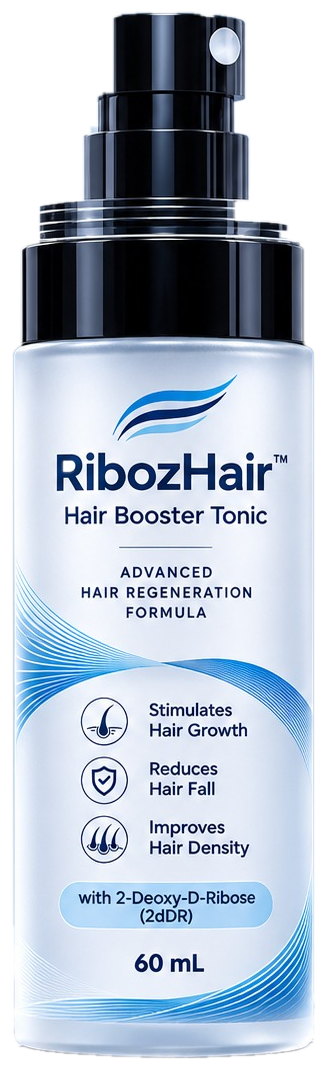 RibozHair™
Hair Booster Tonic
ADVANCED
HAIR REGENERATION
FORMULA
Stimulates
Hair Growth
Reduces
Hair Fall
Improves
Hair Density
with 2-Deoxy-D-Ribose
(2dDR)
60 mL